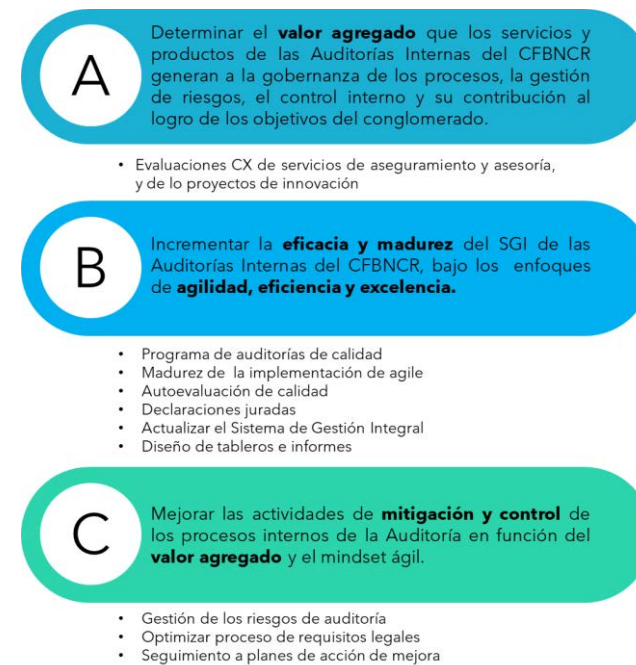 A
Determinar el valor agregado que los servicios y
productos de las Auditorías Internas del CFBNCR
generan a la gobernanza de los procesos, la gestión
de riesgos, el control interno y su contribución al
logro de los objetivos del conglomerado.
• Evaluaciones CX de servicios de aseguramiento y asesoría,
y de lo proyectos de innovación
B
Incrementar la eficacia y madurez del SGI de las
Auditorías Internas del CFBNCR, bajo los enfoques
de agilidad, eficiencia y excelencia.
• Programa de auditorías de calidad
• Madurez de la implementación de agile
• Autoevaluación de calidad
• Declaraciones juradas
• Actualizar el Sistema de Gestión Integral
• Diseño de tableros e informes
C
Mejorar las actividades de mitigación y control de
los procesos internos de la Auditoría en función del
valor agregado y el mindset ágil.
• Gestión de los riesgos de auditoría
• Optimizar proceso de requisitos legales
• Seguimiento a planes de acción de mejora